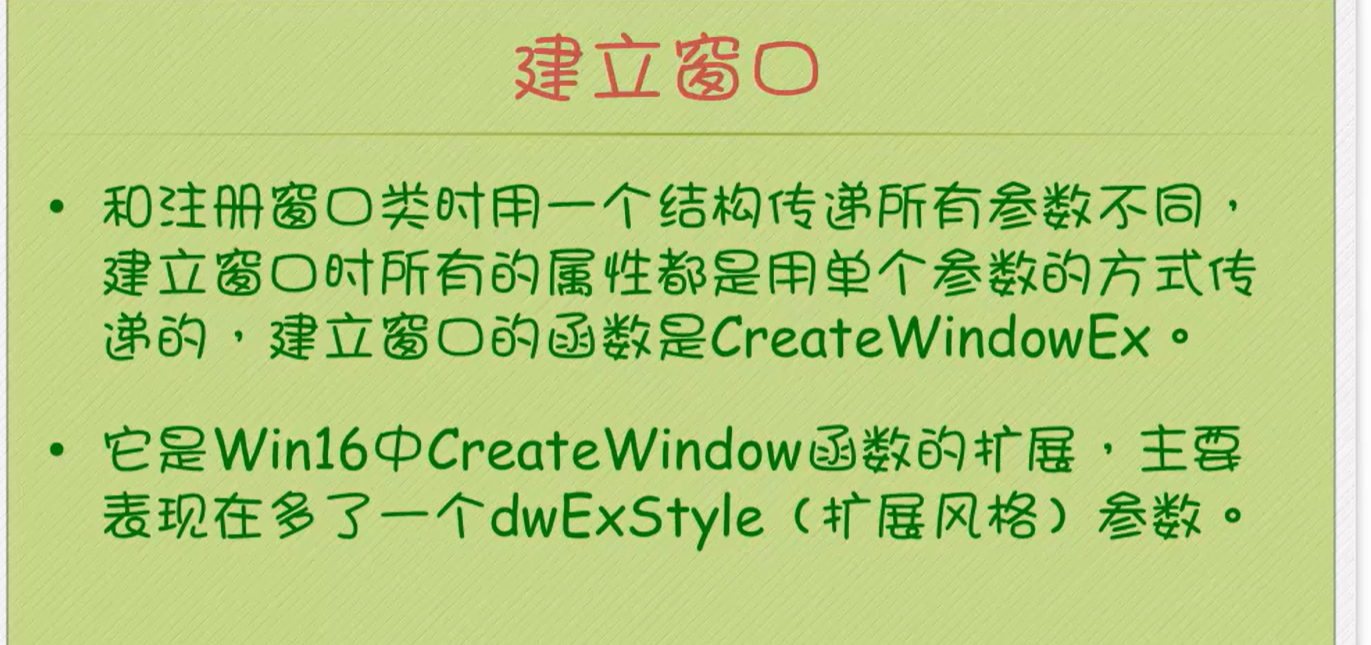 建立窗口
• 和注册窗口类时用一个结构传递所有参数不同，
建立窗口时所有的属性都是用单个参数的方式传
递的，建立窗口的函数是CreateWindowEx。
• 它是Win16中CreateWindow函数的扩展，主要
表现在多了一个dwExStyle（扩展风格）参数。